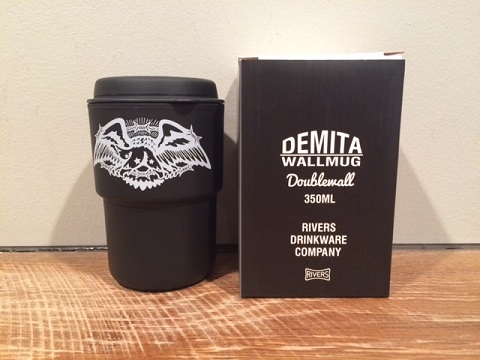 DEMITA
WALLMUG
Doublewall
350ML
RIVERS
DRINKWARE
COMPANY
RIVERS